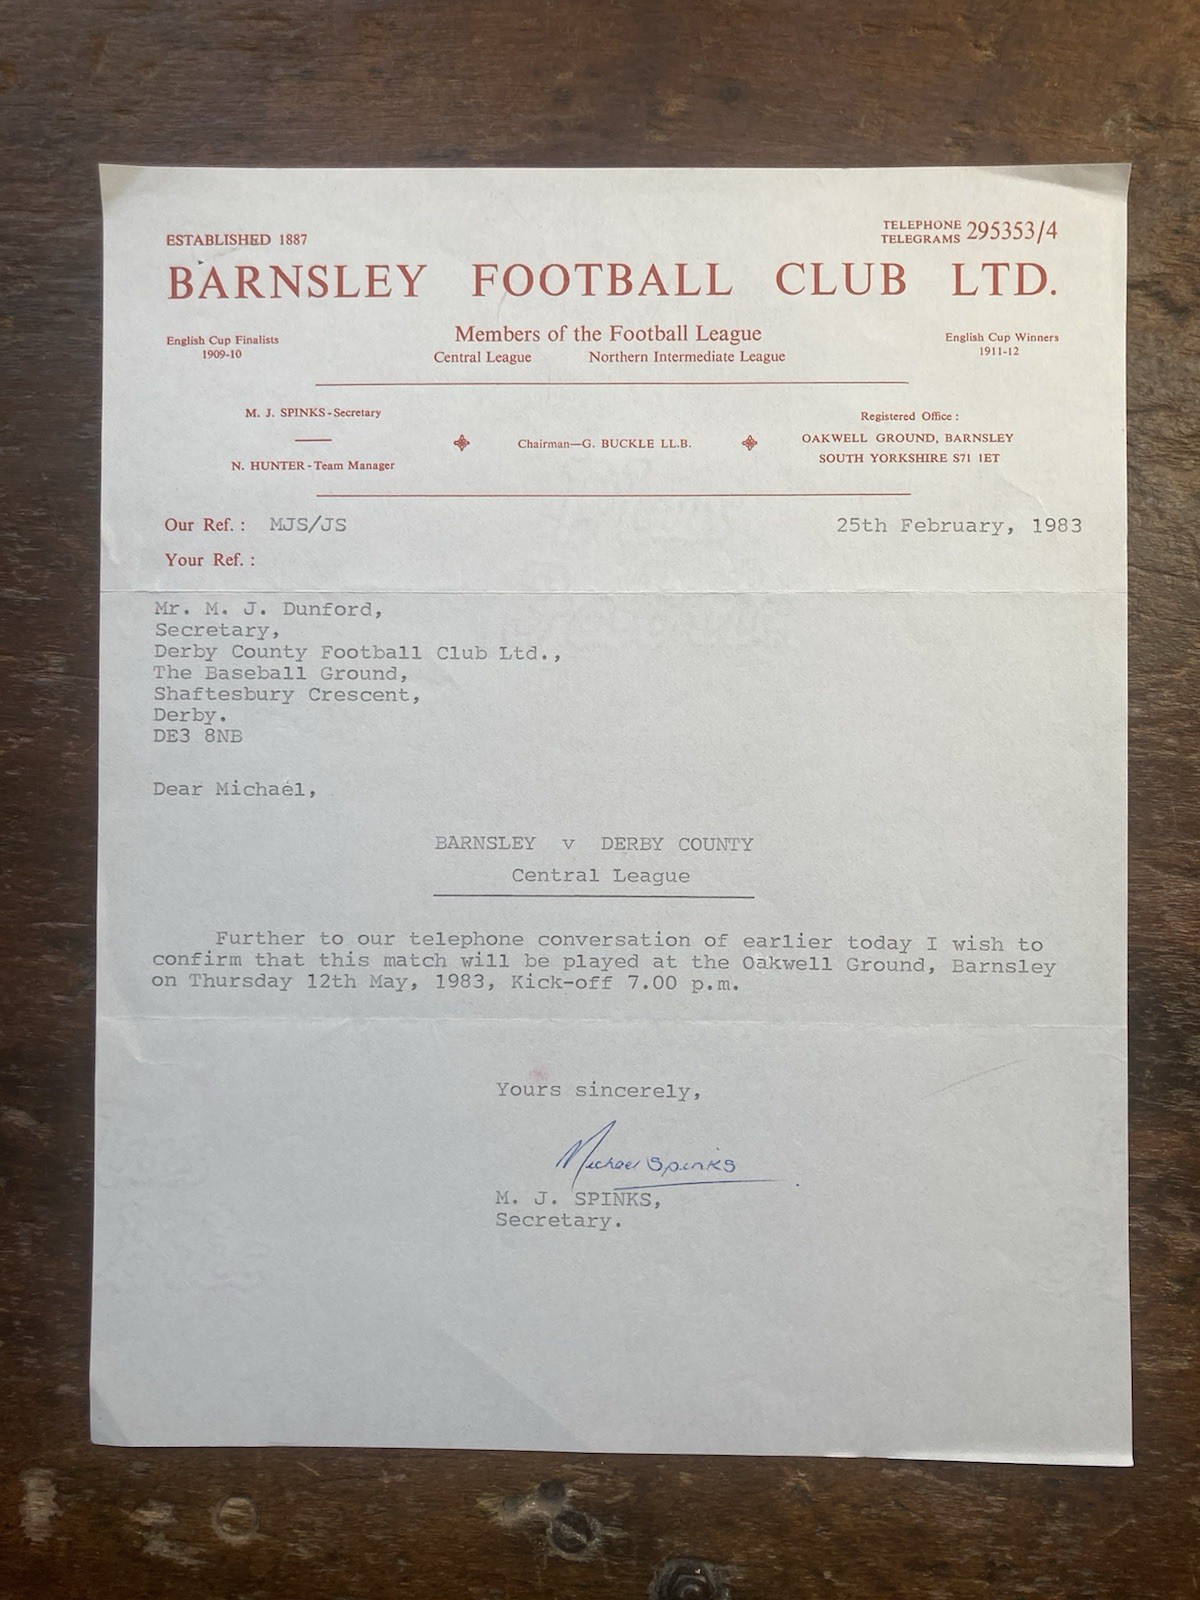 ESTABLISHED 1887
TELEPHONE
TELEGRAMS 295353/4
BARNSLEY FOOTBALL CLUB LTD.
English Cup Finalists
1909-10
Members of the Football League
Central League Northern Intermediate League
English Cup Winners
1911-12
M. J. SPINKS - Secretary
N. HUNTER - Team Manager
Chairman—G. BUCKLE LL.B.
Registered Office :
OAKWELL GROUND, BARNSLEY
SOUTH YORKSHIRE S71 1ET
Our Ref. : MJS/JS
25th February, 1983
Your Ref. :
Mr. M. J. Dunford,
Secretary,
Derby County Football Club Ltd.,
The Baseball Ground,
Shaftesbury Crescent,
Derby.
DE3 8NB
Dear Michael,
BARNSLEY v DERBY COUNTY
Central League
Further to our telephone conversation of earlier today I wish to
confirm that this match will be played at the Oakwell Ground, Barnsley
on Thursday 12th May, 1983, Kick-off 7.00 p.m.
Yours sincerely,
Michael Spinks
M. J. SPINKS,
Secretary.